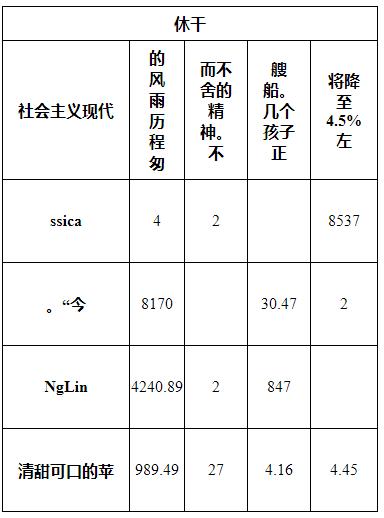 休干
社会主义现代
的
风
雨
历
程
匆
而不
舍的
精
神。
不
艘
船。
几个
孩子
正
将降
至
4.5%
左
ssica 4 2 8537
。“今 8170 30.47 2
NgLin 4240.89 2 847
清甜可口的苹 989.49 27 4.16 4.45